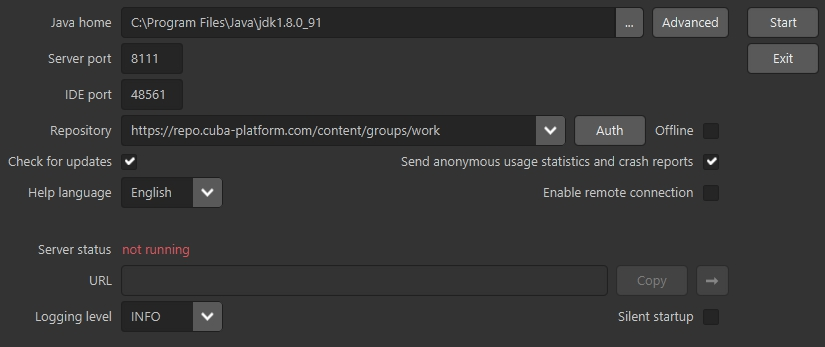 Java home C:\Program Files\Java\jdk1.8.0_91 ... Advanced Start
Server port 8111 Exit
IDE port 48561
Repository https://repo.cuba-platform.com/content/groups/work Auth Offline
Check for updates Send anonymous usage statistics and crash reports
Help language English Enable remote connection
Server status not running
URL Copy
Logging level INFO Silent startup